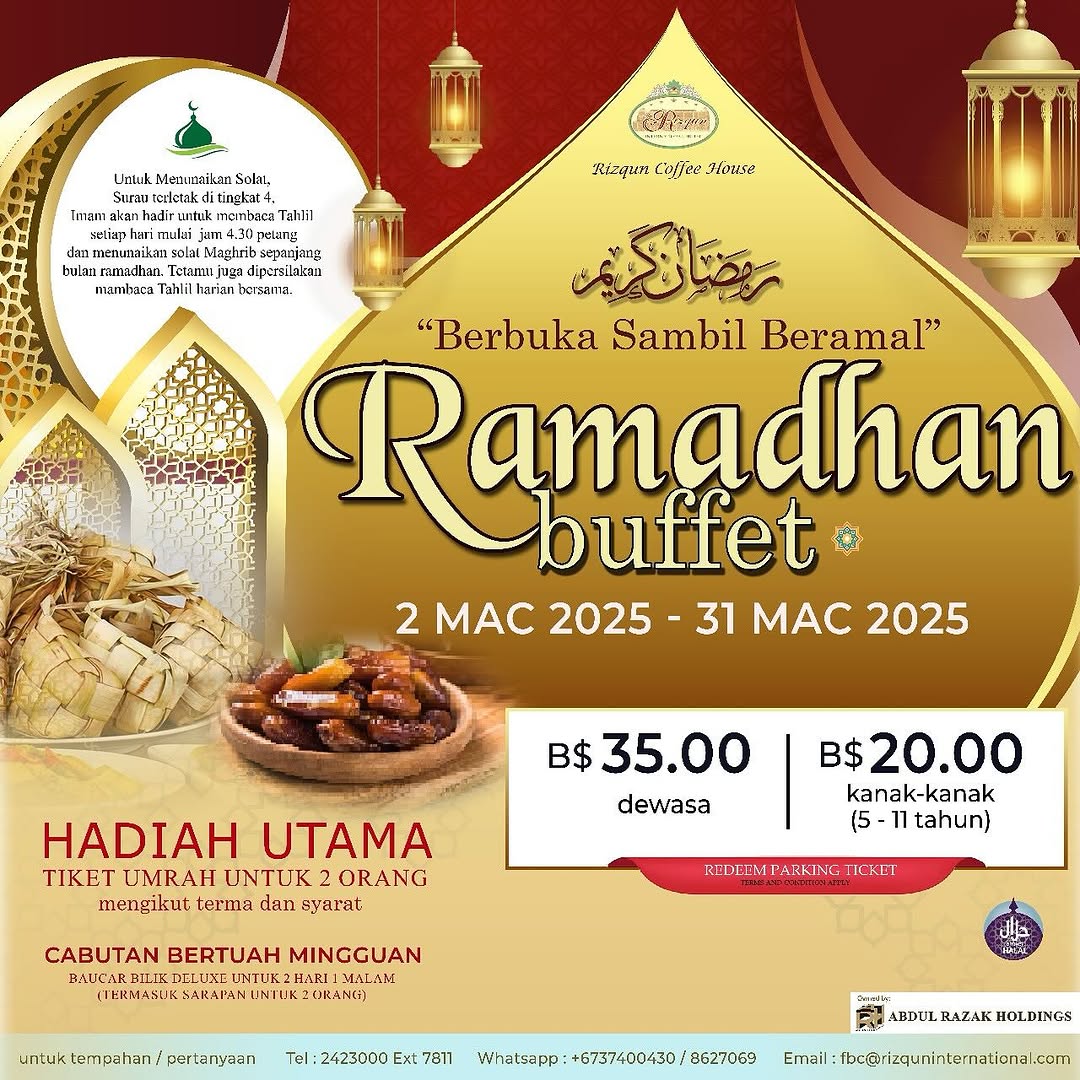 Untuk Menunaikan Solat,
Surau terletak di tingkat 4,
Imam akan hadir untuk membaca Tahlil
setiap hari mulai jam 4.30 petang
dan menunaikan solat Maghrib sepanjang
bulan ramadhan. Tetamu juga dipersilakan
mambaca Tahlil harian bersama.
Rizqun
Rizqun Coffee House
رمضان كريم
“Berbuka Sambil Beramal”
Ramadhan
buffet
2 MAC 2025 - 31 MAC 2025
B$ 35.00
dewasa
B$ 20.00
kanak-kanak
(5 - 11 tahun)
REDEEM PARKING TICKET
TERMS AND CONDITION APPLY
HADIAH UTAMA
TIKET UMRAH UNTUK 2 ORANG
mengikut terma dan syarat
CABUTAN BERTUAH MINGGUAN
BAUCAR BILIK DELUXE UNTUK 2 HARI 1 MALAM
(TERMASUK SARAPAN UNTUK 2 ORANG)
حلال
HALAL
Owned by:
ABDUL RAZAK HOLDINGS
untuk tempahan / pertanyaan Tel : 2423000 Ext 7811 Whatsapp : +6737400430 / 8627069 Email : fbc@rizquninternational.com